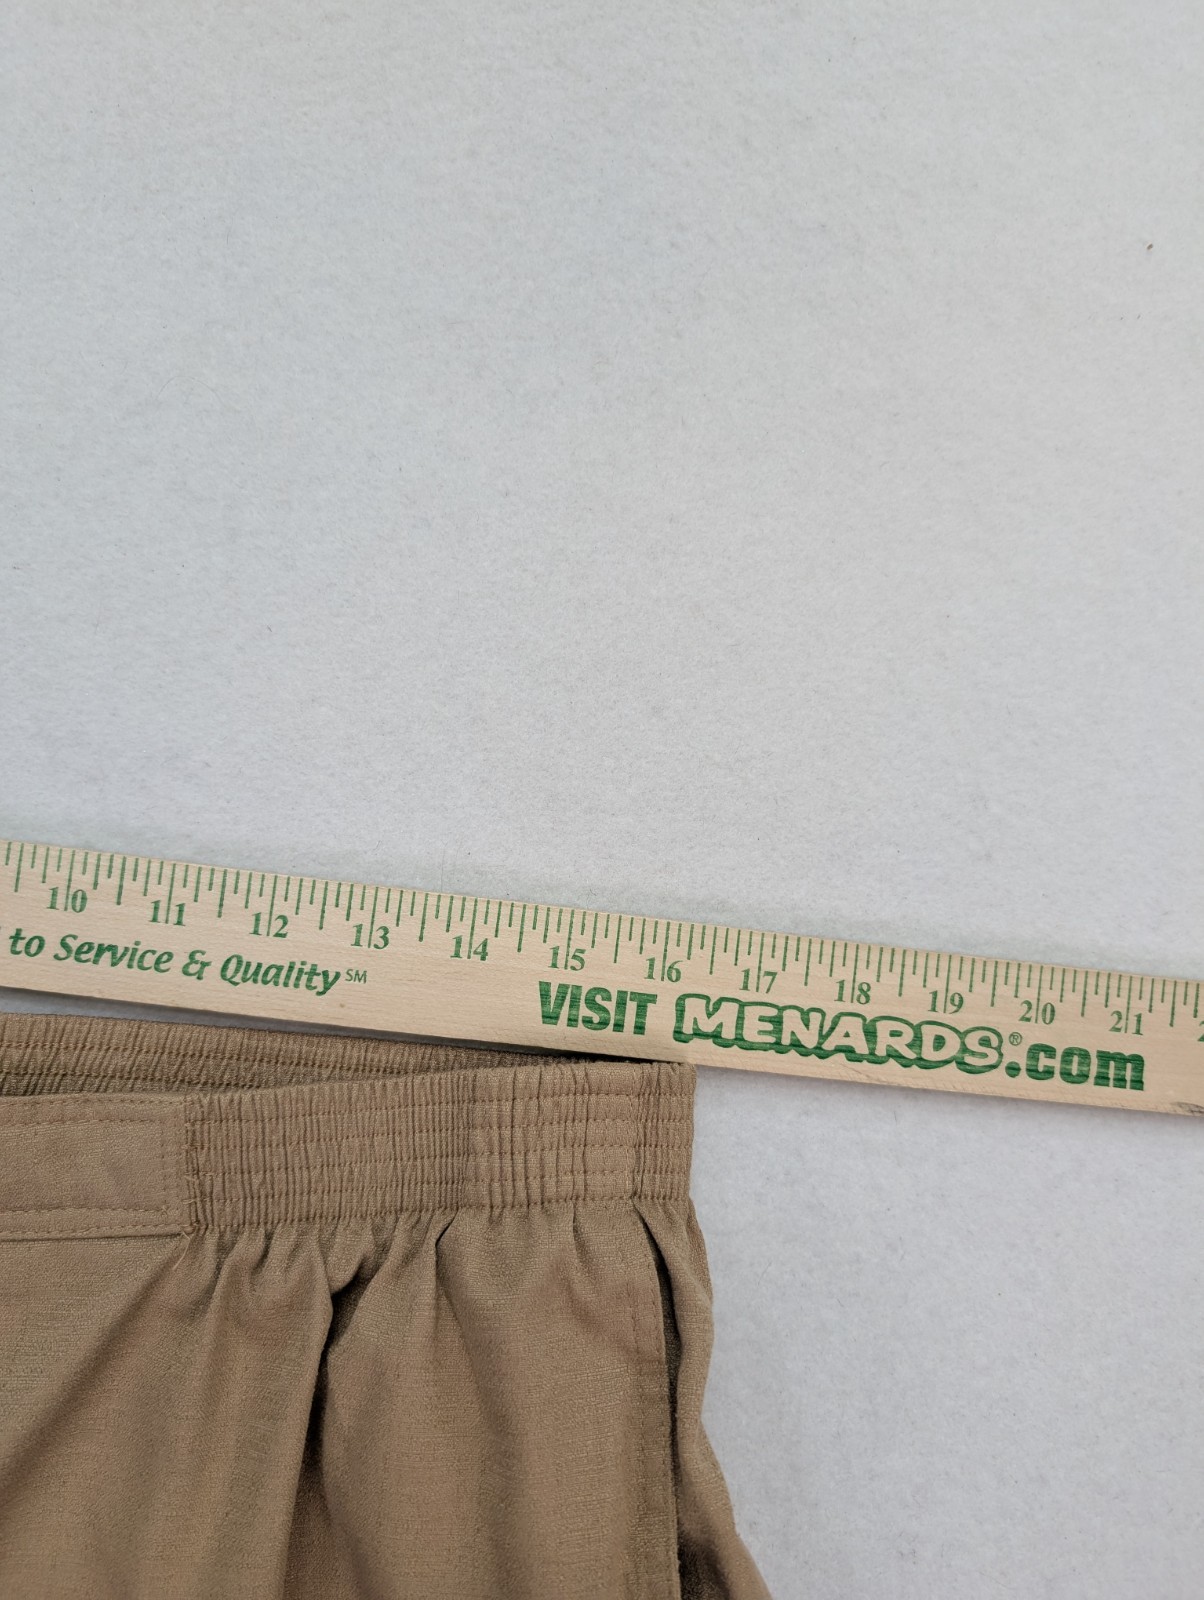 10 11 12 13 14 15 16 17 18 19 20 21
to Service & Quality SM
VISIT MENARDS®.com